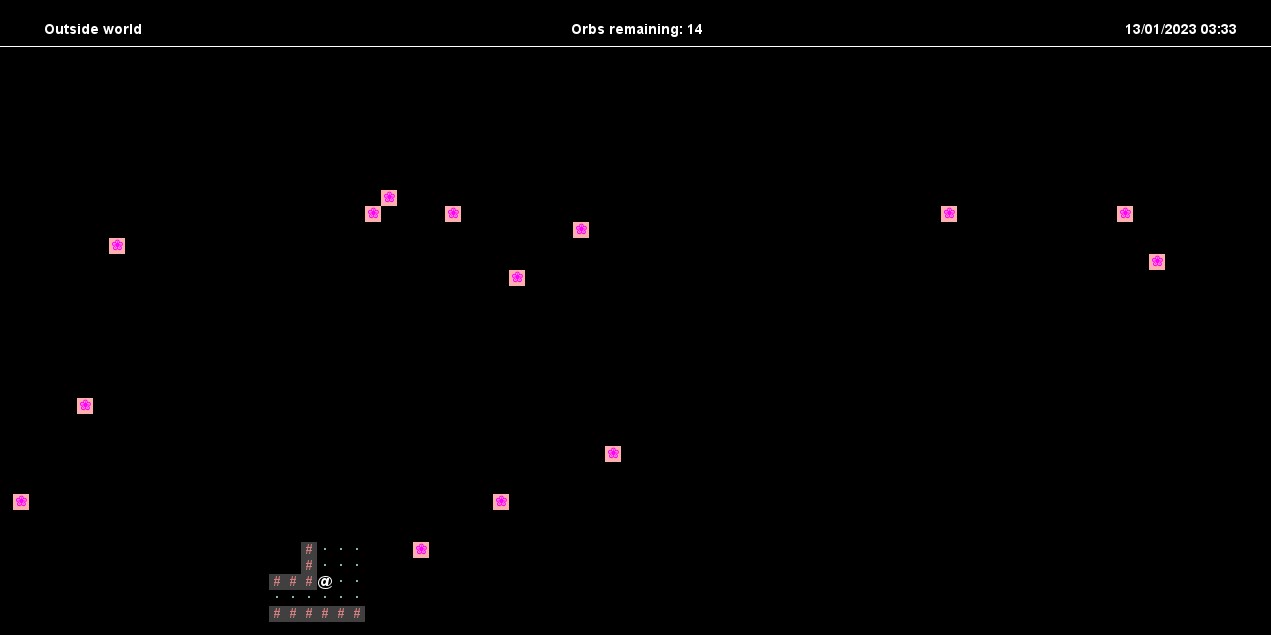 Outside world
Orbs remaining: 14
13/01/2023 03:33
# . . .
# . . .
# # # @ . .
. . . . . .
# # # # # #